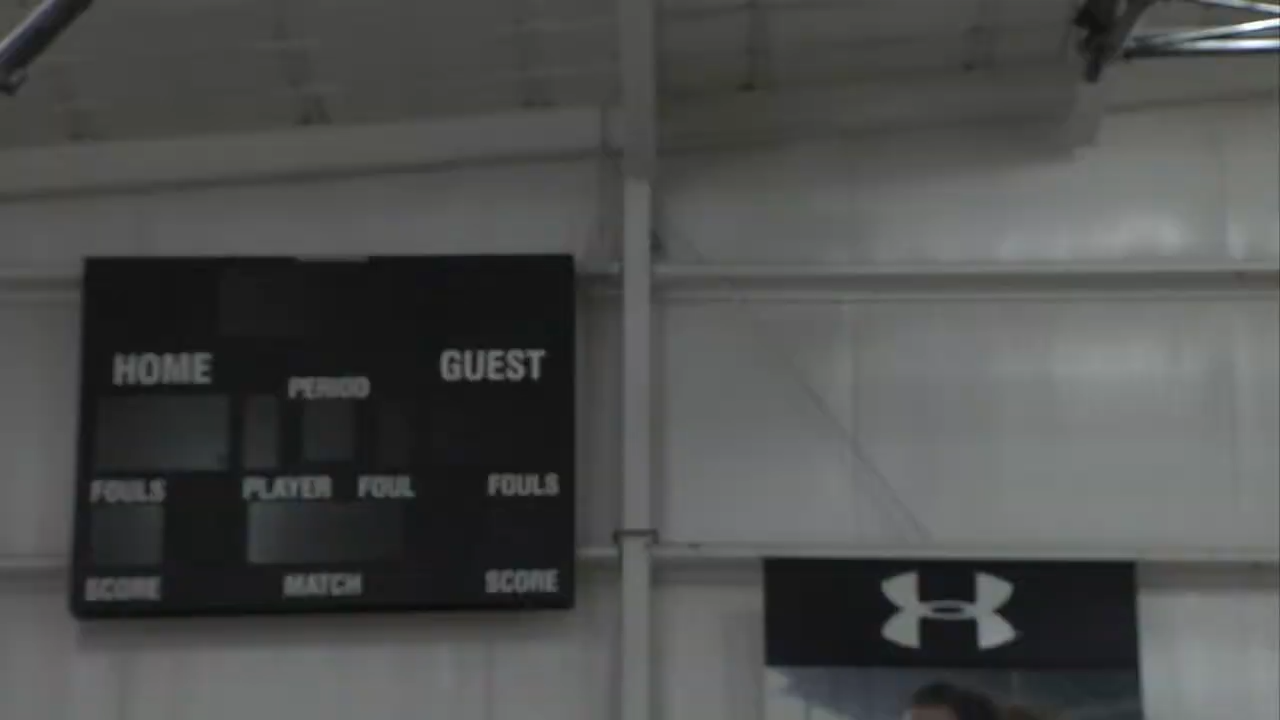 HOME GUEST
PERIOD
FOULS PLAYER FOUL FOULS
SCORE MATCH SCORE